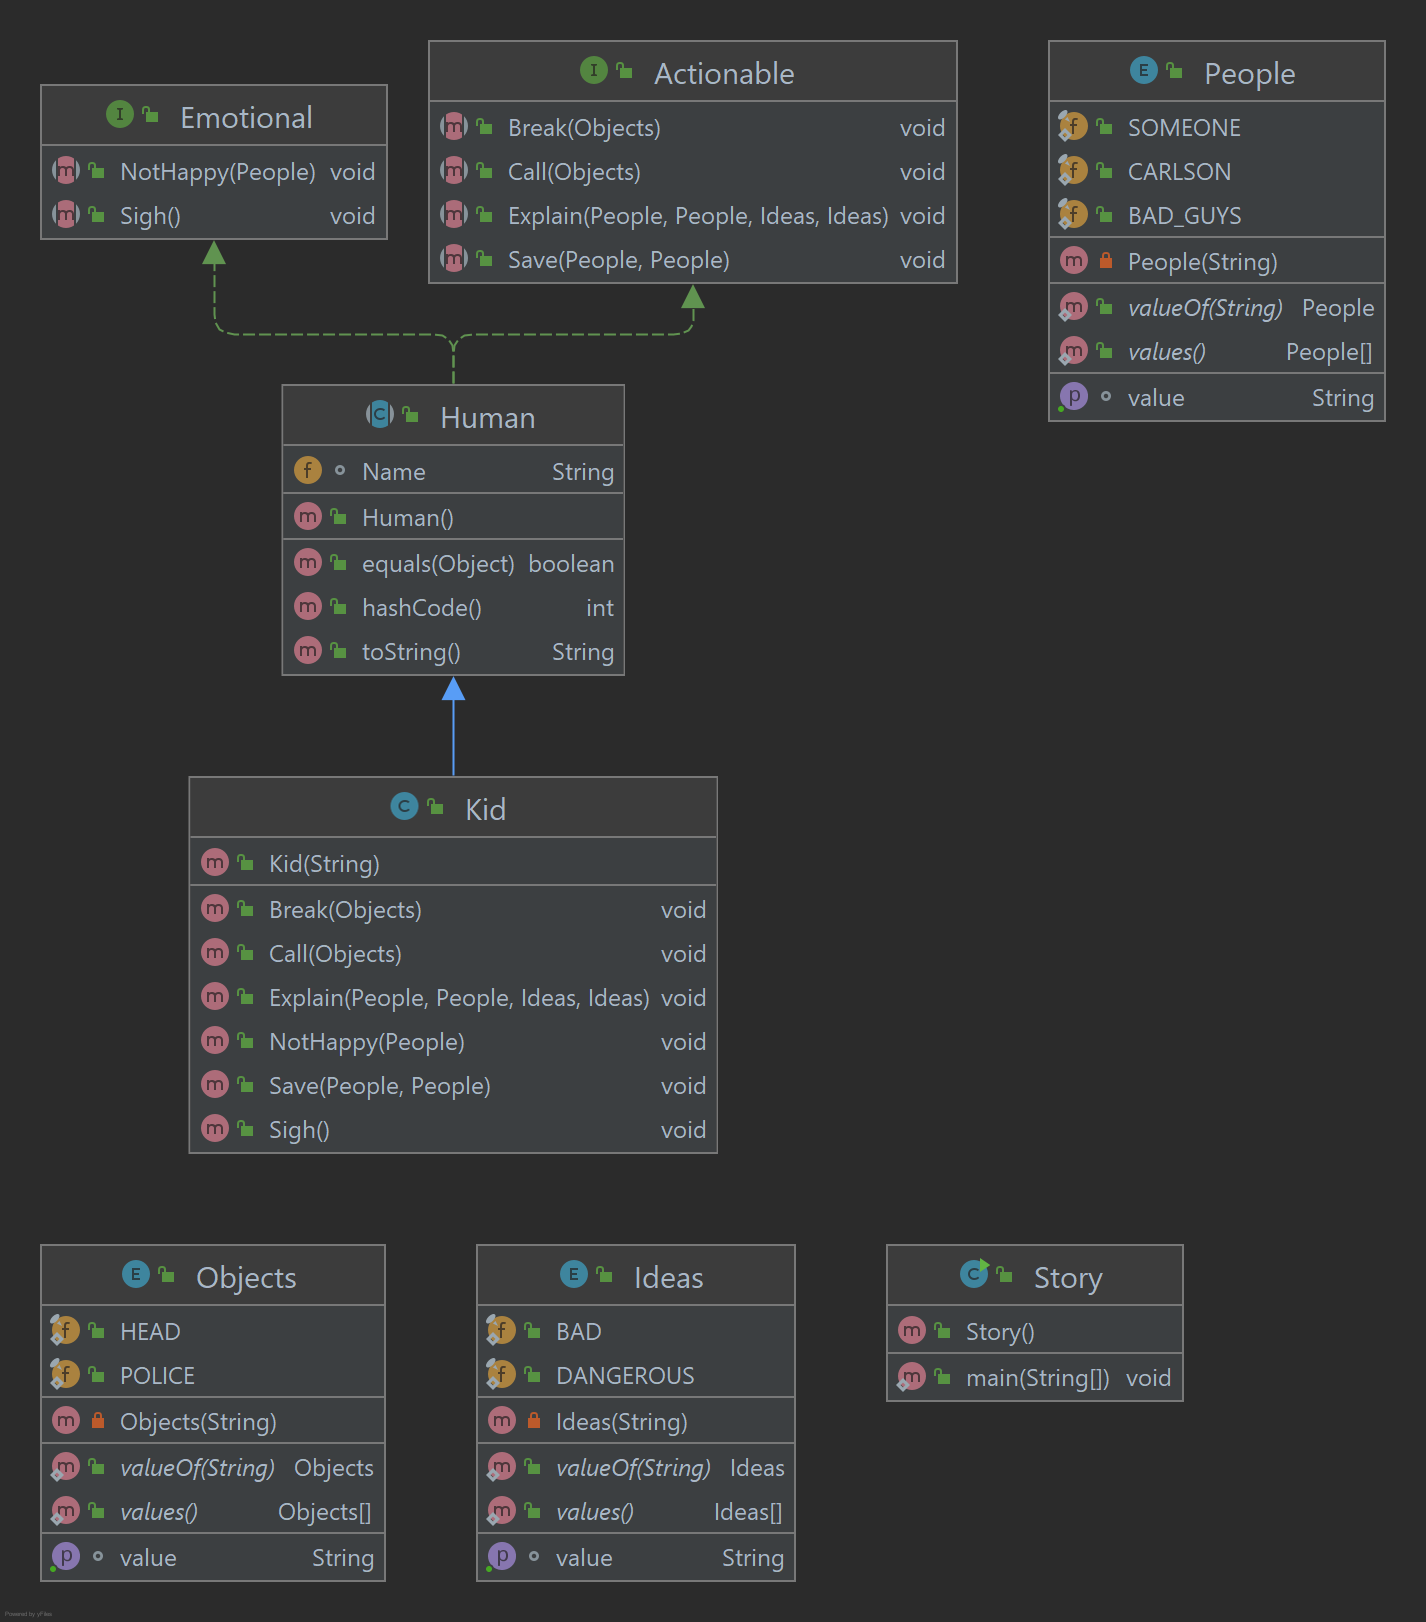 Emotional
NotHappy(People) void
Sigh() void
Actionable
Break(Objects) void
Call(Objects) void
Explain(People, People, Ideas, Ideas) void
Save(People, People) void
People
SOMEONE
CARLSON
BAD_GUYS
People(String)
valueOf(String) People
values() People[]
value String
Human
Name String
Human()
equals(Object) boolean
hashCode() int
toString() String
Kid
Kid(String)
Break(Objects) void
Call(Objects) void
Explain(People, People, Ideas, Ideas) void
NotHappy(People) void
Save(People, People) void
Sigh() void
Objects
HEAD
POLICE
Objects(String)
valueOf(String) Objects
values() Objects[]
value String
Ideas
BAD
DANGEROUS
Ideas(String)
valueOf(String) Ideas
values() Ideas[]
value String
Story
Story()
main(String[]) void
Powered by yFiles